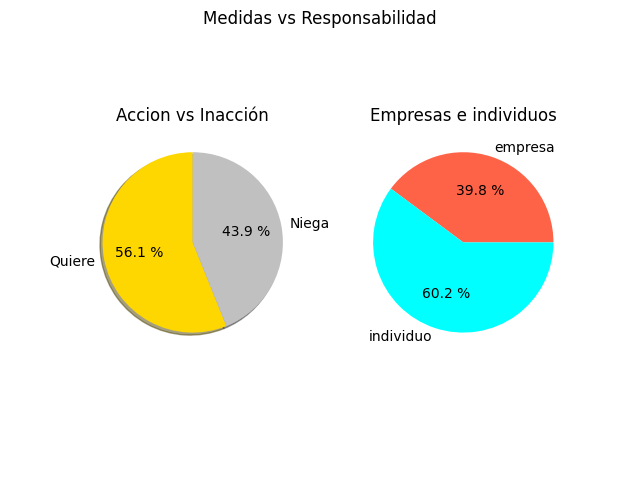 Medidas vs Responsabilidad
Accion vs Inacción
Quiere
56.1 %
43.9 %
Niega
Empresas e individuos
empresa
39.8 %
60.2 %
individuo